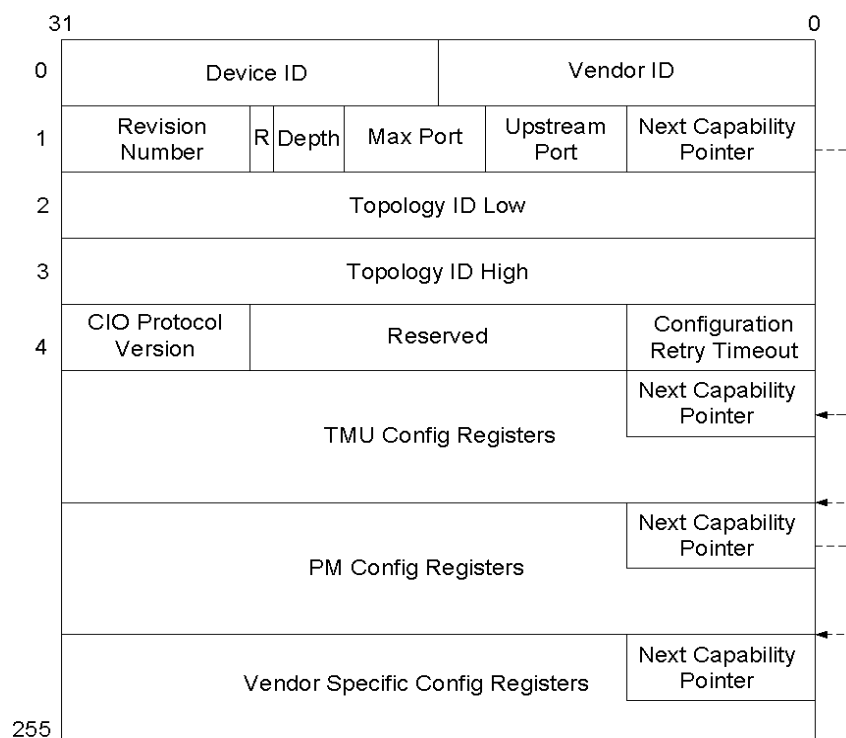 31 0
0 Device ID Vendor ID
1 Revision Number R Depth Max Port Upstream Port Next Capability Pointer
2 Topology ID Low
3 Topology ID High
4 CIO Protocol Version Reserved Configuration Retry Timeout
Next Capability
Pointer
TMU Config Registers
Next Capability
Pointer
PM Config Registers
Next Capability
Pointer
Vendor Specific Config Registers
255